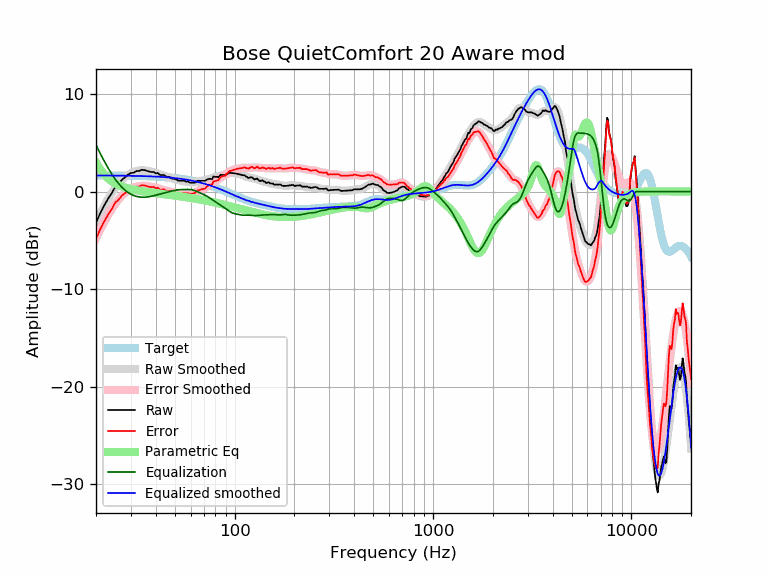 Bose QuietComfort 20 Aware mod
10
0
−10
−20
−30
Amplitude (dBr)
Target
Raw Smoothed
Error Smoothed
Raw
Error
Parametric Eq
Equalization
Equalized smoothed
100
1000
10000
Frequency (Hz)